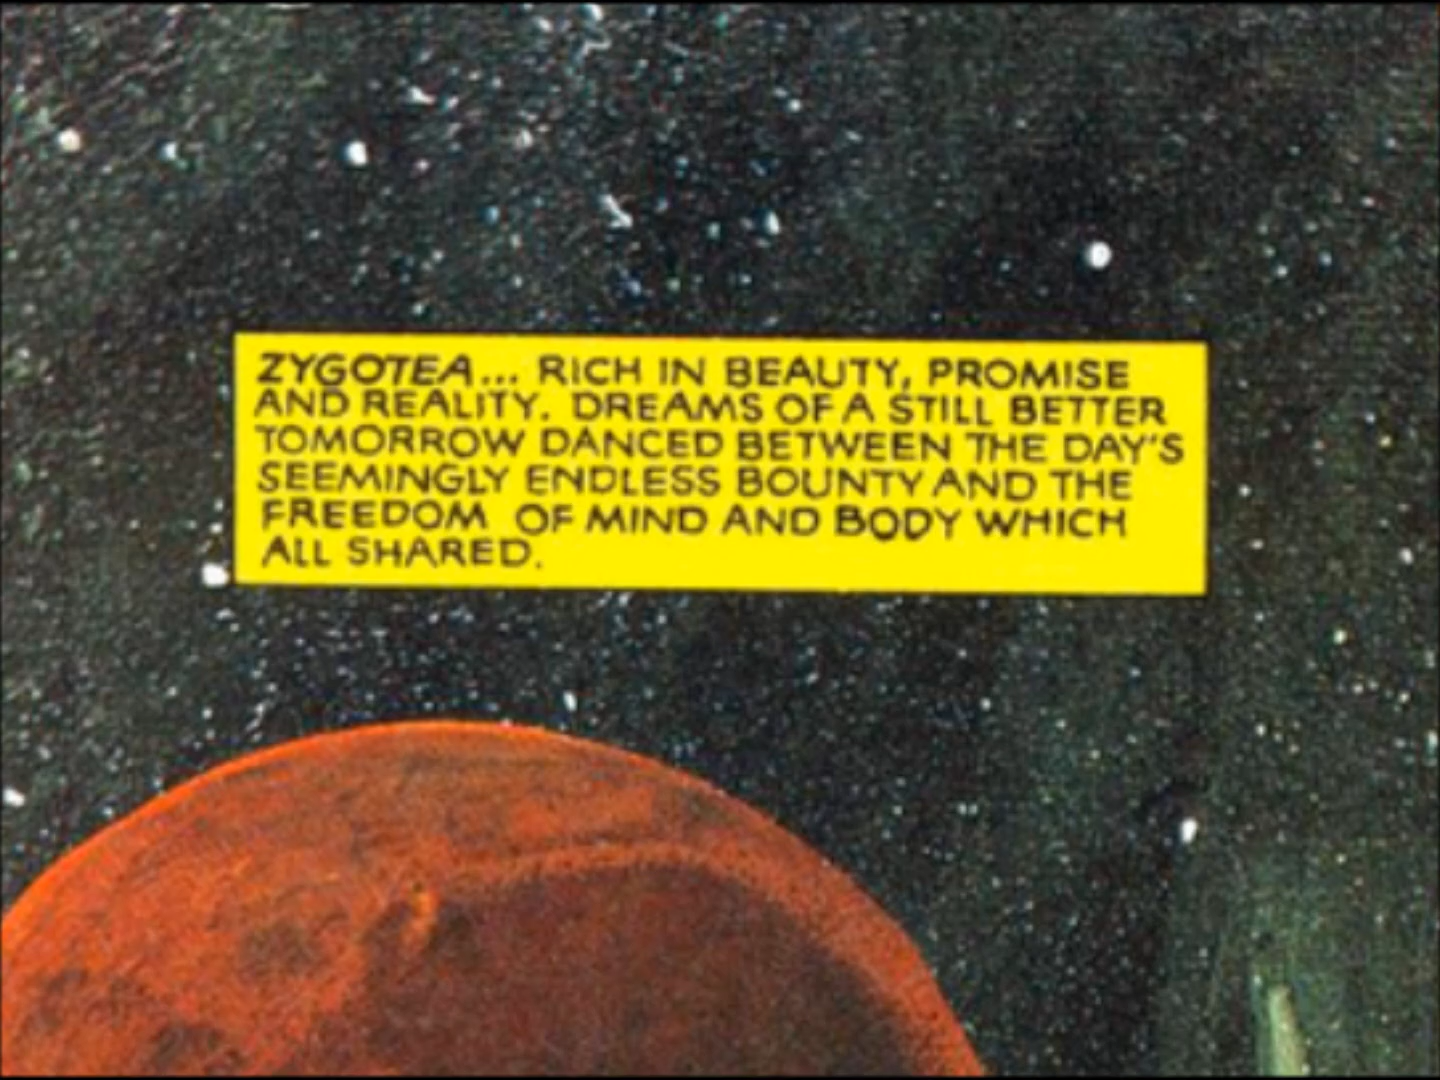 ZYGOTEA... RICH IN BEAUTY, PROMISE
AND REALITY. DREAMS OF A STILL BETTER
TOMORROW DANCED BETWEEN THE DAY'S
SEEMINGLY ENDLESS BOUNTY AND THE
FREEDOM OF MIND AND BODY WHICH
ALL SHARED.